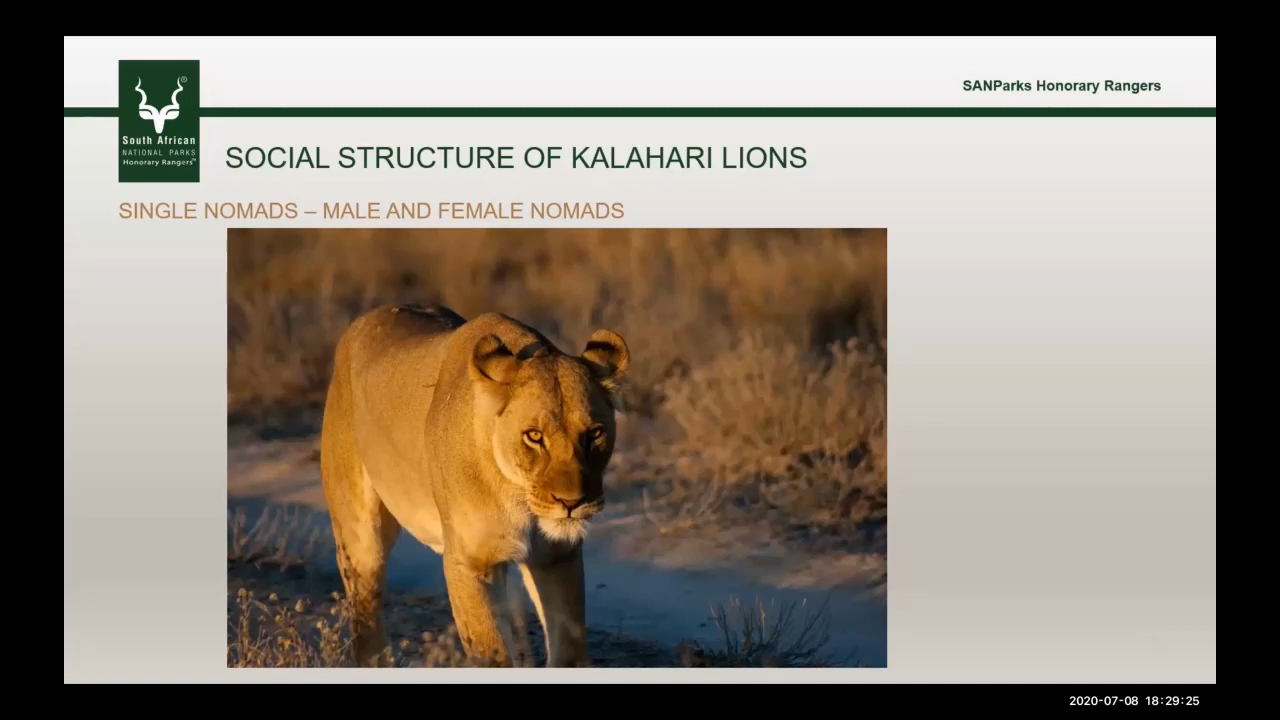 SANParks Honorary Rangers
®
South African
NATIONAL PARKS
Honorary Rangers™
SOCIAL STRUCTURE OF KALAHARI LIONS
SINGLE NOMADS – MALE AND FEMALE NOMADS
2020-07-08 18:29:25